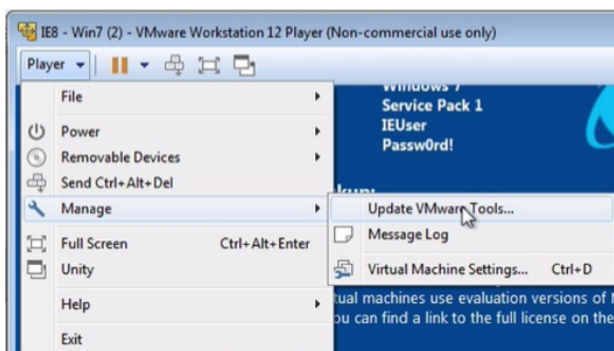 IE8 - Win7 (2) - VMware Workstation 12 Player (Non-commercial use only)
Player
File
Windows 7
Service Pack 1
Power
IEUser
Removable Devices
Passw0rd!
Send Ctrl+Alt+Del
Manage
Update VMware Tools...
Message Log
Full Screen Ctrl+Alt+Enter
Unity
Virtual Machine Settings... Ctrl+D
Help
tual machines use evaluation versions of
ou can find a link to the full license on the
Exit